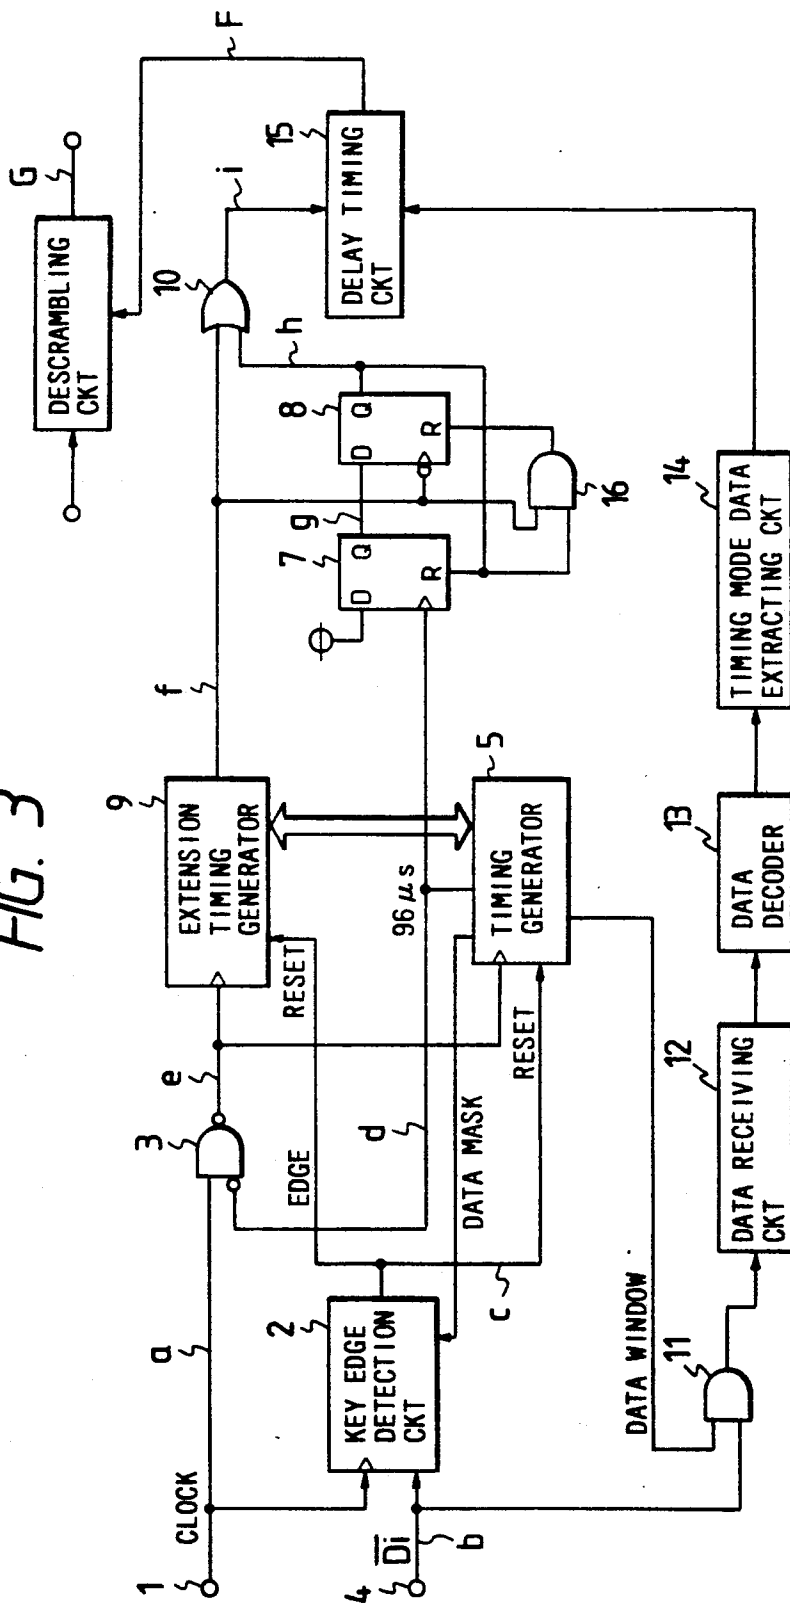 FIG. 3
1
CLOCK
a
3
e
9
EXTENSION
TIMING
GENERATOR
f
10
i
DESCRAMBLING
CKT
G
F
15
DELAY TIMING
CKT
h
8
D Q
R
g
7
D Q
R
16
RESET
EDGE
2
KEY EDGE
DETECTION
CKT
d
96 μs
5
TIMING
GENERATOR
DATA MASK
RESET
c
4
Di
b
DATA WINDOW
11
12
DATA RECEIVING
CKT
13
DATA
DECODER
14
TIMING MODE DATA
EXTRACTING CKT